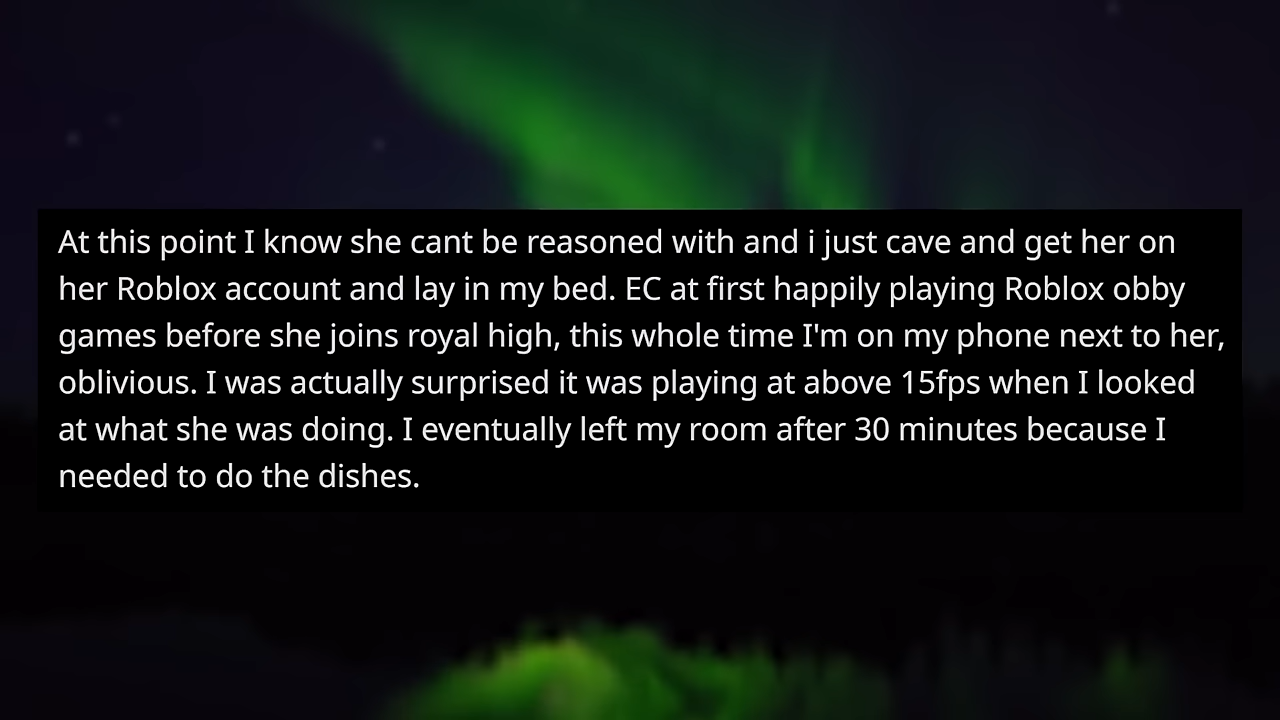 At this point I know she cant be reasoned with and i just cave and get her on
her Roblox account and lay in my bed. EC at first happily playing Roblox obby
games before she joins royal high, this whole time I'm on my phone next to her,
oblivious. I was actually surprised it was playing at above 15fps when I looked
at what she was doing. I eventually left my room after 30 minutes because I
needed to do the dishes.